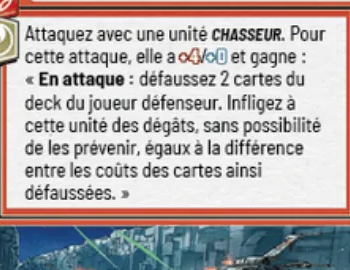 Attaquez avec une unité CHASSEUR. Pour
cette attaque, elle a +4/+0 et gagne :
« En attaque : défaussez 2 cartes du
deck du joueur défenseur. Infligez à
cette unité des dégâts, sans possibilité
de les prévenir, égaux à la différence
entre les coûts des cartes ainsi
défaussées. »